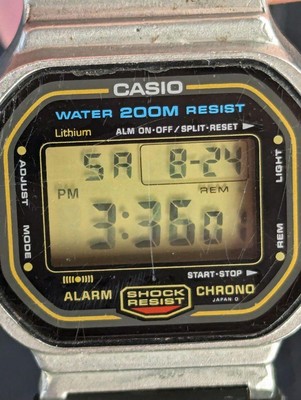 CASIO
WATER 200M RESIST
Lithium ALM ON·OFF/SPLIT·RESET
ADJUST
LIGHT
SA 8-24
PM REM
3:36
MODE
REM
START·STOP
ALARM SHOCK RESIST CHRONO
JAPAN O